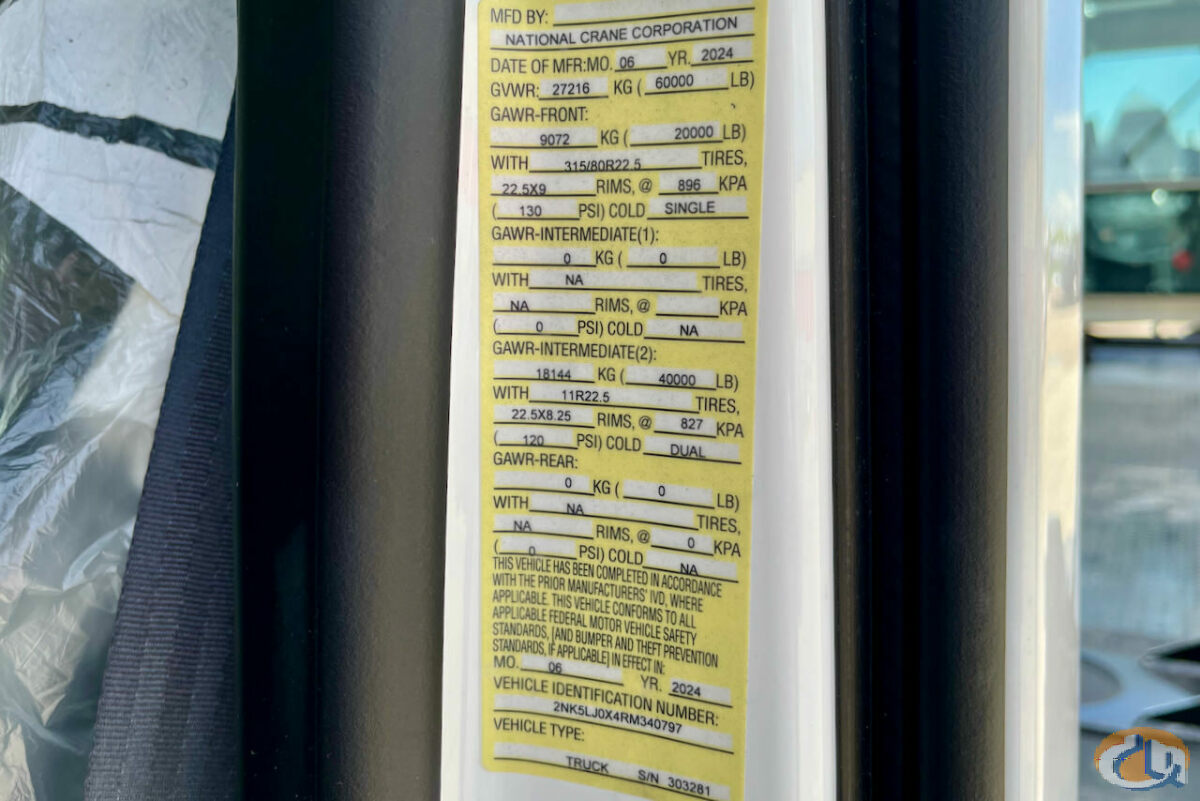 MFD BY:
NATIONAL CRANE CORPORATION
DATE OF MFR:MO. 06 YR. 2024
GVWR: 27216 KG ( 60000 LB)
GAWR-FRONT:
9072 KG ( 20000 LB)
WITH 315/80R22.5 TIRES,
22.5X9 RIMS, @ 896 KPA
( 130 PSI) COLD SINGLE
GAWR-INTERMEDIATE(1):
0 KG ( 0 LB)
WITH NA TIRES,
NA RIMS, @ KPA
( 0 PSI) COLD NA
GAWR-INTERMEDIATE(2):
18144 KG ( 40000 LB)
WITH 11R22.5 TIRES,
22.5X8.25 RIMS, @ 827 KPA
( 120 PSI) COLD DUAL
GAWR-REAR:
0 KG ( 0 LB)
WITH NA TIRES,
NA RIMS, @ 0 KPA
( 0 PSI) COLD NA
THIS VEHICLE HAS BEEN COMPLETED IN ACCORDANCE
WITH THE PRIOR MANUFACTURERS' IVD, WHERE
APPLICABLE. THIS VEHICLE CONFORMS TO ALL
APPLICABLE FEDERAL MOTOR VEHICLE SAFETY
STANDARDS, [AND BUMPER AND THEFT PREVENTION
STANDARDS, IF APPLICABLE] IN EFFECT IN:
MO. 06 YR. 2024
VEHICLE IDENTIFICATION NUMBER:
2NK5LJ0X4RM340797
VEHICLE TYPE:
TRUCK S/N 303281